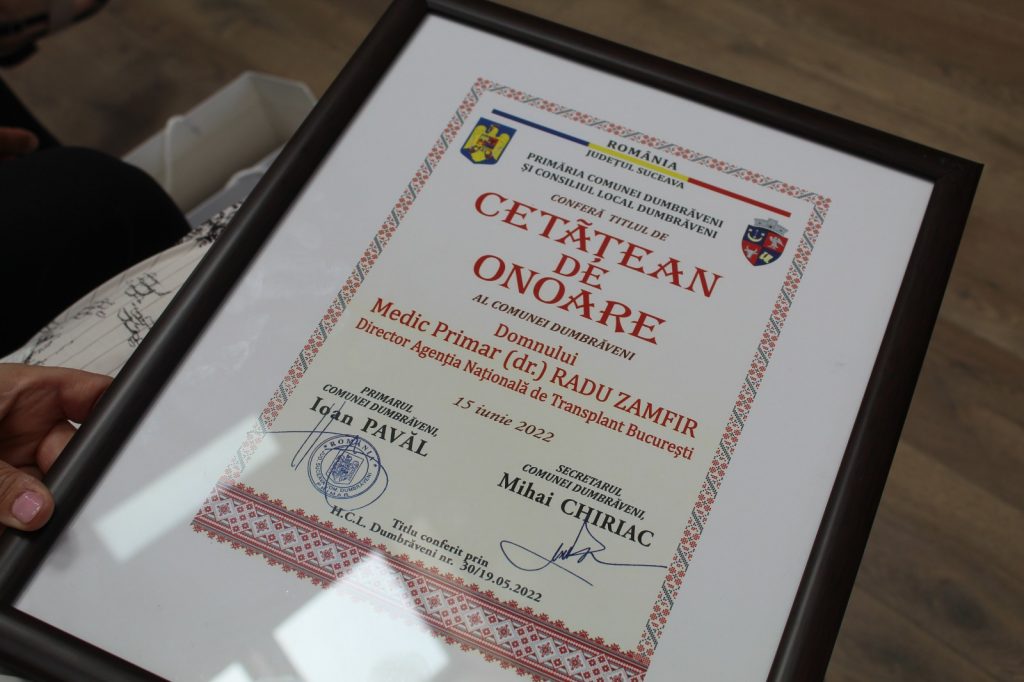 ROMÂNIA
JUDEȚUL SUCEAVA
PRIMĂRIA COMUNEI DUMBRĂVENI
ȘI CONSILIUL LOCAL DUMBRĂVENI
CONFERĂ TITLUL DE
CETĂȚEAN
DE
ONOARE
AL COMUNEI DUMBRĂVENI
Domnului
Medic Primar (dr.) RADU ZAMFIR
Director Agenția Națională de Transplant București
15 iunie 2022
PRIMARUL
COMUNEI DUMBRĂVENI,
Ioan PAVĂL
ROMÂNIA
SECRETARUL
COMUNEI DUMBRĂVENI,
Mihai CHIRIAC
Titlu conferit prin
H.C.L. Dumbrăveni nr. 30/19.05.2022